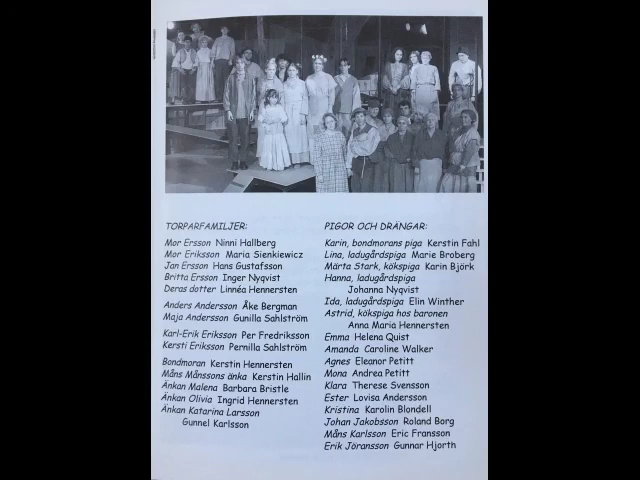 TORPARFAMILJER:
Mor Ersson Ninni Hallberg
Mor Eriksson Maria Sienkiewicz
Jan Ersson Hans Gustafsson
Britta Ersson Inger Nyqvist
Deras dotter Linnéa Hennersten
Anders Andersson Åke Bergman
Maja Andersson Gunilla Sahlström
Karl-Erik Eriksson Per Fredriksson
Kersti Eriksson Pernilla Sahlström
Bondmoran Kerstin Hennersten
Måns Månssons änka Kerstin Hallin
Änkan Malena Barbara Bristle
Änkan Olivia Ingrid Hennersten
Änkan Katarina Larsson
Gunnel Karlsson
PIGOR OCH DRÄNGAR:
Karin, bondmorans piga Kerstin Fahl
Lina, ladugårdspiga Marie Broberg
Märta Stark, kökspiga Karin Björk
Hanna, ladugårdspiga
Johanna Nyqvist
Ida, ladugårdspiga Elin Winther
Astrid, kökspiga hos baronen
Anna Maria Hennersten
Emma Helena Quist
Amanda Caroline Walker
Agnes Eleanor Petitt
Mona Andrea Petitt
Klara Therese Svensson
Ester Lovisa Andersson
Kristina Karolin Blondell
Johan Jakobsson Roland Borg
Måns Karlsson Eric Fransson
Erik Jöransson Gunnar Hjorth